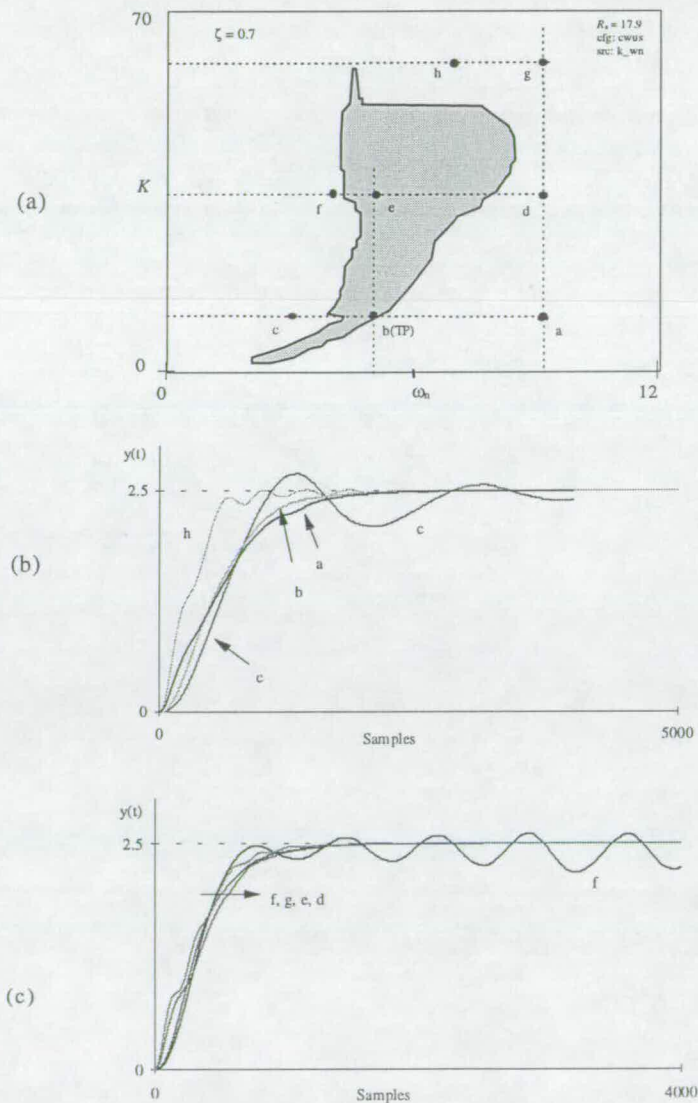 70
ζ = 0.7
Rs = 17.9
cfg: cwus
src: k_wn
h
g
K
(a)
f
e
d
c
b(TP)
a
0
0
ωn
12
y(t)
2.5
h
c
a
(b)
b
c
0
0
5000
Samples
y(t)
2.5
f
f, g, e, d
(c)
0
0
4000
Samples